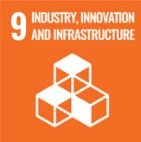 9 INDUSTRY, INNOVATION
AND INFRASTRUCTURE